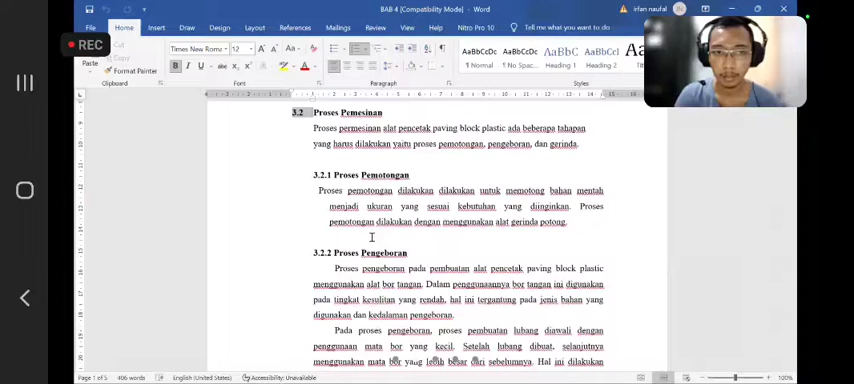 BAB 4 [Compatibility Mode] - Word
irfan naufal
IN
REC
File Home Insert Draw Design Layout References Mailings Review View Help Nitro Pro 10 Tell me what you want to do
Cut
Copy
Paste
Format Painter
Times New Roma 12
B I U
AaBbCcDc AaBbCcDc AaBbC AaBbCcD
¶ Normal ¶ No Spac... Heading 1 Heading 2
Clipboard Font Paragraph Styles
3.2 Proses Pemesinan
Proses permesinan alat pencetak paving block plastic ada beberapa tahapan
yang harus dilakukan yaitu proses pemotongan, pengeboran, dan gerinda.
3.2.1 Proses Pemotongan
Proses pemotongan dilakukan dilakukan untuk memotong bahan mentah
menjadi ukuran yang sesuai kebutuhan yang diinginkan. Proses
pemotongan dilakukan dengan menggunakan alat gerinda potong.
3.2.2 Proses Pengeboran
Proses pengeboran pada pembuatan alat pencetak paving block plastic
menggunakan alat bor tangan. Dalam penggunaannya bor tangan ini digunakan
pada tingkat kesulitan yang rendah, hal ini tergantung pada jenis bahan yang
digunakan dan kedalaman pengeboran.
Pada proses pengeboran, proses pembuatan lubang diawali dengan
penggunaan mata bor yang kecil. Setelah lubang dibuat, selanjutnya
menggunakan mata bor yang lebih besar dari sebelumnya. Hal ini dilakukan
Page 1 of 5 406 words English (United States) Accessibility: Unavailable 100%